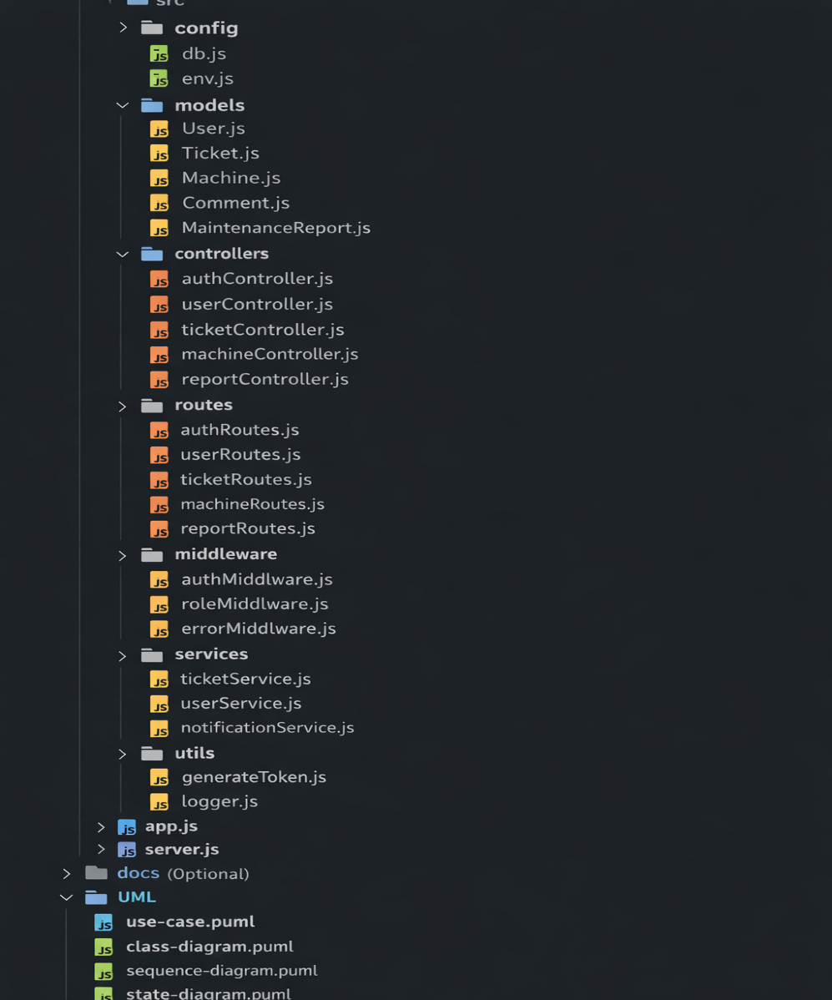 src
config
db.js
env.js
models
User.js
Ticket.js
Machine.js
Comment.js
MaintenanceReport.js
controllers
authController.js
userController.js
ticketController.js
machineController.js
reportController.js
routes
authRoutes.js
userRoutes.js
ticketRoutes.js
machineRoutes.js
reportRoutes.js
middleware
authMiddlware.js
roleMiddlware.js
errorMiddlware.js
services
ticketService.js
userService.js
notificationService.js
utils
generateToken.js
logger.js
app.js
server.js
docs (Optional)
UML
use-case.puml
class-diagram.puml
sequence-diagram.puml
state-diagram.puml